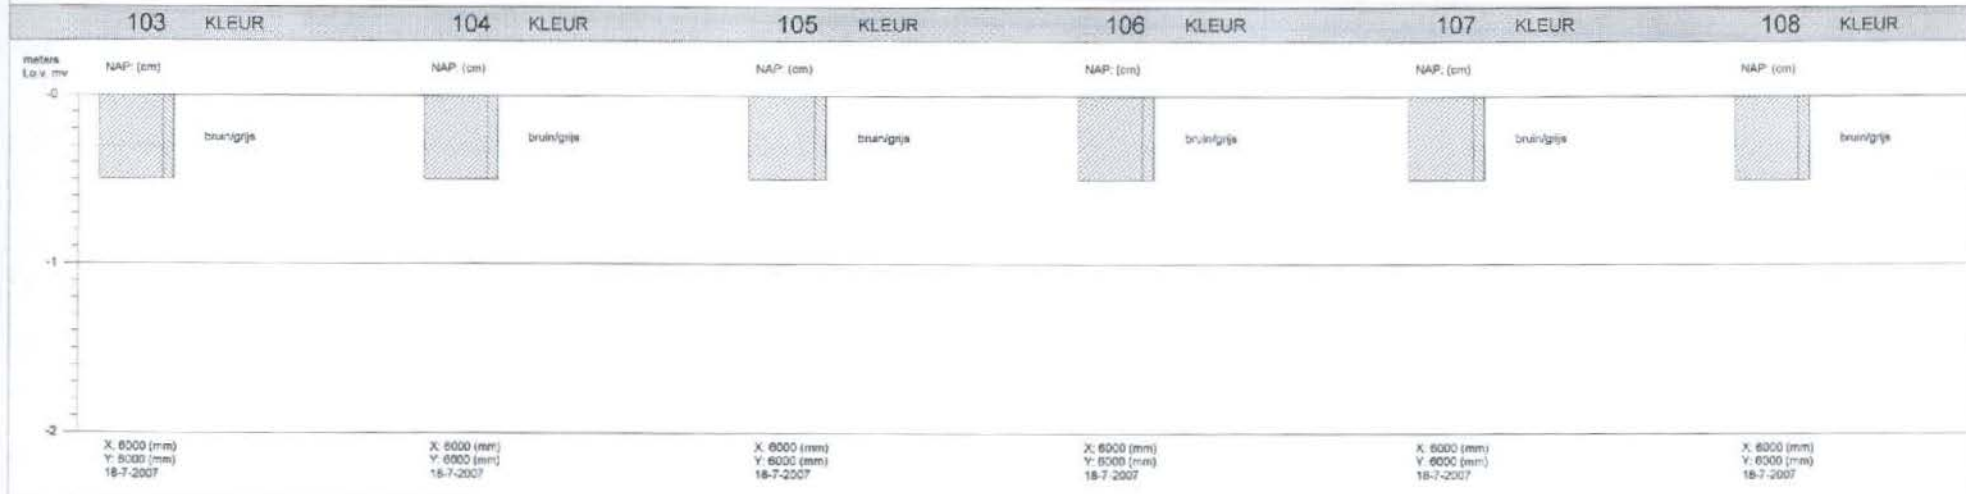 103 KLEUR 104 KLEUR 105 KLEUR 106 KLEUR 107 KLEUR 108 KLEUR
meters
t.o.v. mv
NAP: (cm) NAP: (cm) NAP: (cm) NAP: (cm) NAP: (cm) NAP: (cm)
-0
bruin/grijs bruin/grijs bruin/grijs bruin/grijs bruin/grijs bruin/grijs
-1
-2
X: 6000 (mm) X: 6000 (mm) X: 6000 (mm) X: 6000 (mm) X: 6000 (mm) X: 6000 (mm)
Y: 6000 (mm) Y: 6000 (mm) Y: 6000 (mm) Y: 6000 (mm) Y: 6000 (mm) Y: 6000 (mm)
18-7-2007 18-7-2007 18-7-2007 18-7-2007 18-7-2007 18-7-2007